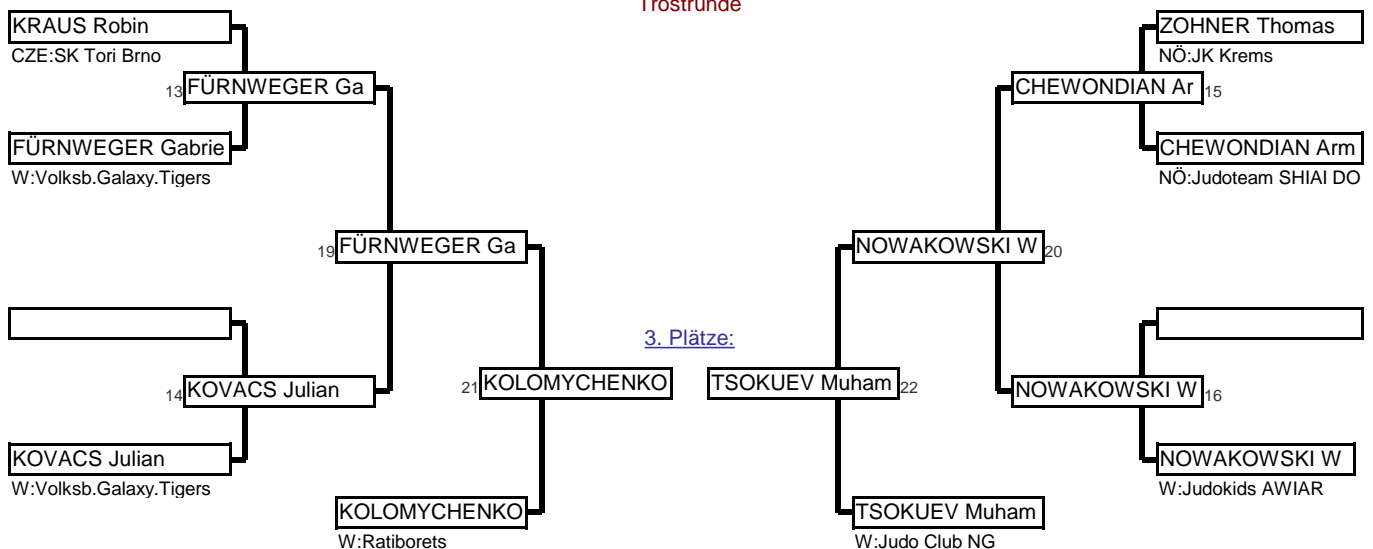 Trostrunde
KRAUS Robin
CZE:SK Tori Brno
13 FÜRNWEGER Ga
FÜRNWEGER Gabrie
W:Volksb.Galaxy.Tigers
19 FÜRNWEGER Ga
14 KOVACS Julian
KOVACS Julian
W:Volksb.Galaxy.Tigers
21 KOLOMYCHENKO
KOLOMYCHENKO
W:Ratiborets
3. Plätze:
ZOHNER Thomas
NÖ:JK Krems
CHEWONDIAN Ar 15
CHEWONDIAN Arm
NÖ:Judoteam SHIAI DO
NOWAKOWSKI W 20
TSOKUEV Muham 22
NOWAKOWSKI W 16
NOWAKOWSKI W
W:Judokids AWIAR
TSOKUEV Muham
W:Judo Club NG